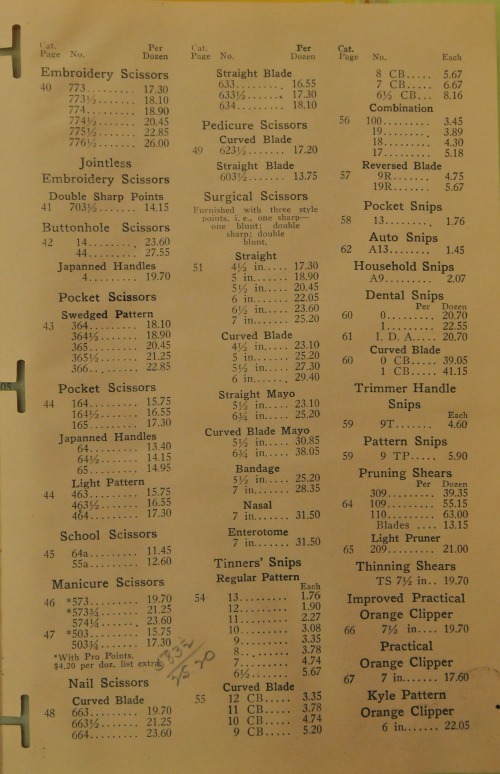 Cat. Per
Page No. Dozen
Embroidery Scissors
40 773......... 17.30
773½....... 18.10
774......... 18.90
774½....... 20.45
775½....... 22.85
776½....... 26.00
Jointless
Embroidery Scissors
Double Sharp Points
41 703½....... 14.15
Buttonhole Scissors
42 14......... 23.60
44......... 27.55
Japanned Handles
4......... 19.70
Pocket Scissors
Swedged Pattern
43 364......... 18.10
364½....... 18.90
365......... 20.45
365½....... 21.25
366......... 22.85
Pocket Scissors
44 164......... 15.75
164½....... 16.55
165......... 17.30
Japanned Handles
64......... 13.40
64½....... 14.15
65......... 14.95
Light Pattern
44 463......... 15.75
463½....... 16.55
464......... 17.30
School Scissors
45 64a......... 11.45
55a......... 12.60
Manicure Scissors
46 *573......... 19.70
*573¾....... 21.25
574¼....... 23.60
47 *503......... 15.75
503¾....... 17.30
*With Pro Points,
$4.20 per doz. list extra.
Nail Scissors
Curved Blade
48 663......... 19.70
663½....... 21.25
664......... 23.60
Cat. Per
Page No. Dozen
Straight Blade
633......... 16.55
633½....... 17.30
634......... 18.10
Pedicure Scissors
Curved Blade
49 623½....... 17.20
Straight Blade
603½....... 13.75
Surgical Scissors
Furnished with three style
points, i. e., one sharp—
one blunt; double
sharp; double
blunt.
Straight
51 4½ in..... 17.30
5 in....... 18.90
5½ in..... 20.45
6 in....... 22.05
6½ in..... 23.60
7 in....... 25.20
Curved Blade
4½ in..... 23.10
5 in....... 25.20
5½ in..... 27.30
6 in....... 29.40
Straight Mayo
5½ in..... 23.10
6¼ in..... 25.20
Curved Blade Mayo
5½ in..... 30.85
6¼ in..... 38.05
Bandage
5½ in..... 25.20
7 in....... 28.35
Nasal
7 in....... 31.50
Enterotome
7 in....... 31.50
Tinners' Snips
Regular Pattern
Each
54 13......... 1.76
12......... 1.90
11......... 2.27
10......... 3.08
9......... 3.35
8......... 3.78
7......... 4.74
6½....... 5.67
Curved Blade
55 12 CB..... 3.35
11 CB..... 3.78
10 CB..... 4.74
9 CB..... 5.20
Cat.
Page No. Each
8 CB..... 5.67
7 CB..... 6.67
6½ CB... 8.16
Combination
56 100......... 3.45
19......... 3.89
18......... 4.30
17......... 5.18
Reversed Blade
57 9R....... 4.75
19R....... 5.67
Pocket Snips
58 13......... 1.76
Auto Snips
62 A13....... 1.45
Household Snips
A9....... 2.07
Dental Snips
Per Dozen
60 0......... 20.70
1......... 22.55
61 I. D. A..... 20.70
Curved Blade
60 0 CB..... 39.05
1 CB..... 41.15
Trimmer Handle
Snips
Each
59 9T....... 4.60
Pattern Snips
59 9 TP..... 5.90
Pruning Shears
Per Dozen
309......... 39.35
64 109......... 55.15
110......... 63.00
Blades .... 13.15
Light Pruner
65 209......... 21.00
Thinning Shears
TS 7½ in.. 19.70
Improved Practical
Orange Clipper
66 7½ in.... 19.70
Practical
Orange Clipper
67 7 in...... 17.60
Kyle Pattern
Orange Clipper
6 in....... 22.05